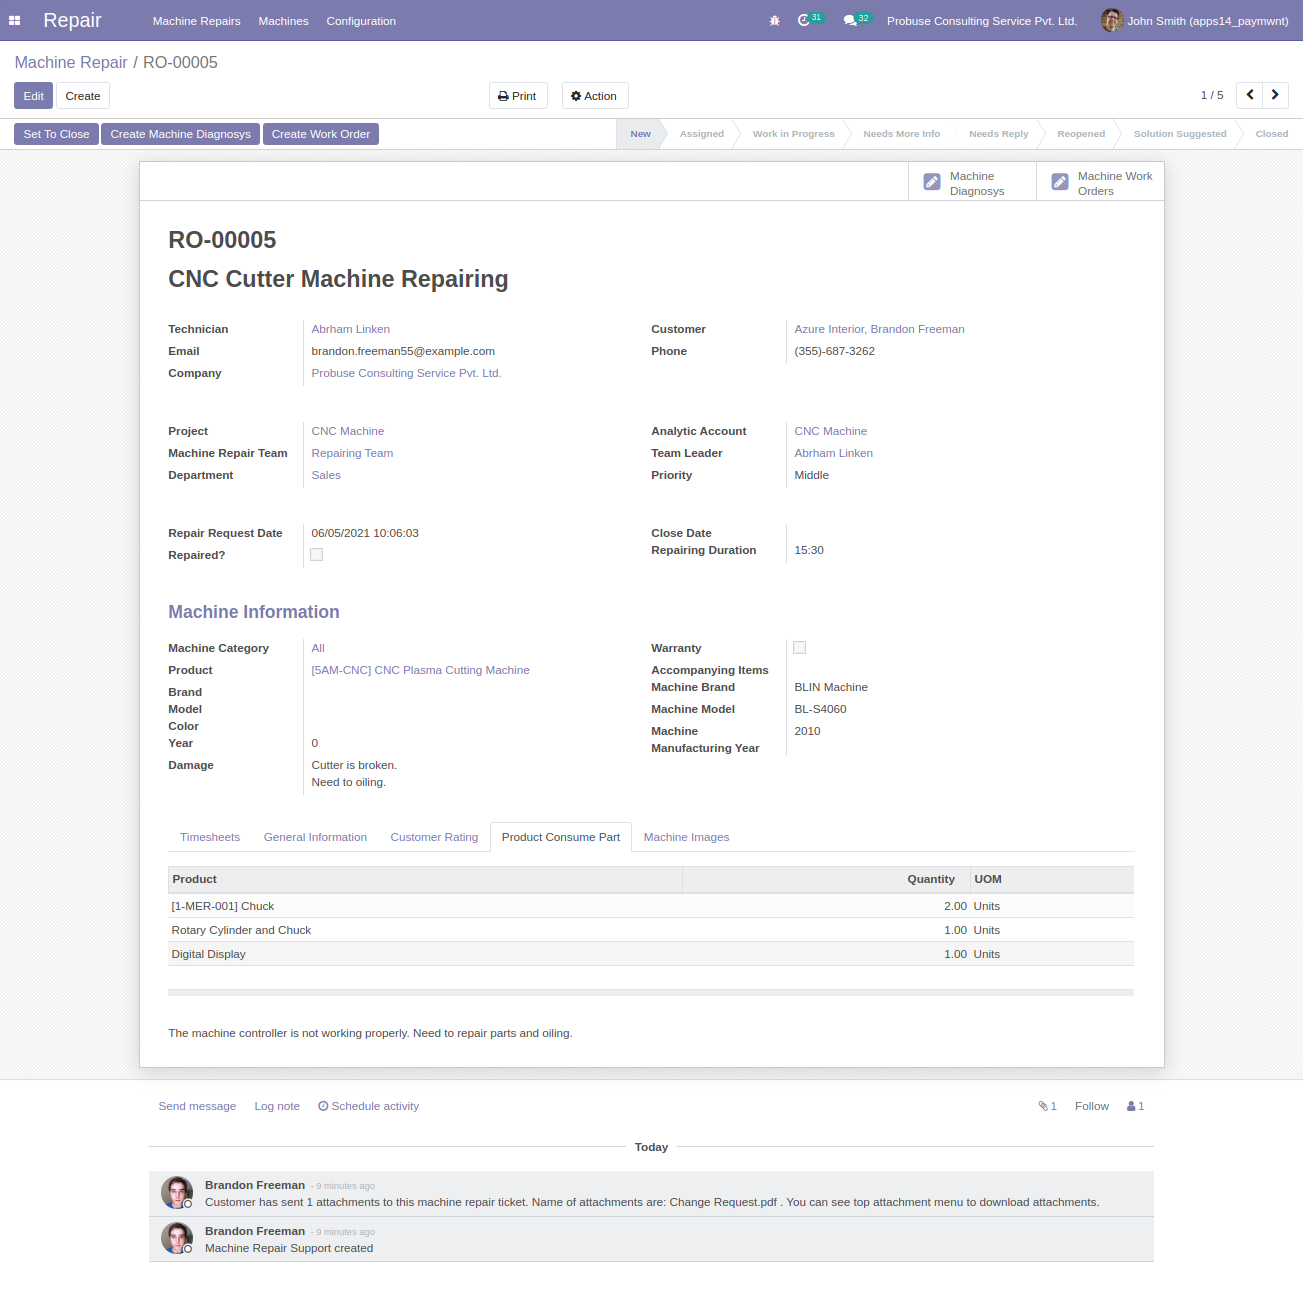 Repair Machine Repairs Machines Configuration 31 32 Probuse Consulting Service Pvt. Ltd. John Smith (apps14_paymwnt)
Machine Repair / RO-00005
Edit Create Print Action 1 / 5
Set To Close Create Machine Diagnosys Create Work Order New Assigned Work in Progress Needs More Info Needs Reply Reopened Solution Suggested Closed
Machine Diagnosys
Machine Work Orders
RO-00005
CNC Cutter Machine Repairing
Technician Abrham Linken Customer Azure Interior, Brandon Freeman
Email brandon.freeman55@example.com Phone (355)-687-3262
Company Probuse Consulting Service Pvt. Ltd.
Project CNC Machine Analytic Account CNC Machine
Machine Repair Team Repairing Team Team Leader Abrham Linken
Department Sales Priority Middle
Repair Request Date 06/05/2021 10:06:03 Close Date
Repaired? Repairing Duration 15:30
Machine Information
Machine Category All Warranty
Product [5AM-CNC] CNC Plasma Cutting Machine Accompanying Items
Brand Machine Brand BLIN Machine
Model Machine Model BL-S4060
Color Machine Manufacturing Year 2010
Year 0
Damage Cutter is broken.
Need to oiling.
Timesheets General Information Customer Rating Product Consume Part Machine Images
Product Quantity UOM
[1-MER-001] Chuck 2.00 Units
Rotary Cylinder and Chuck 1.00 Units
Digital Display 1.00 Units
The machine controller is not working properly. Need to repair parts and oiling.
Send message Log note Schedule activity 1 Follow 1
Today
Brandon Freeman - 9 minutes ago
Customer has sent 1 attachments to this machine repair ticket. Name of attachments are: Change Request.pdf . You can see top attachment menu to download attachments.
Brandon Freeman - 9 minutes ago
Machine Repair Support created